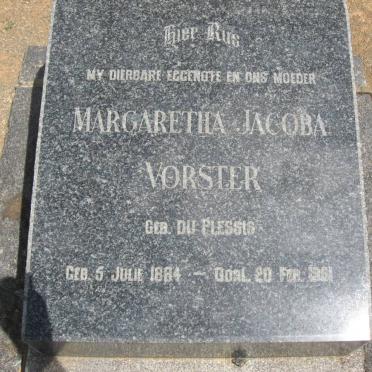 Hier Rus
MY DIERBARE EGGENOTE EN ONS MOEDER
MARGARETHA JACOBA
VORSTER
GEB. DU PLESSIS
GEB. 5 JULIE 1884 — OORL. 20 FEB. 1961